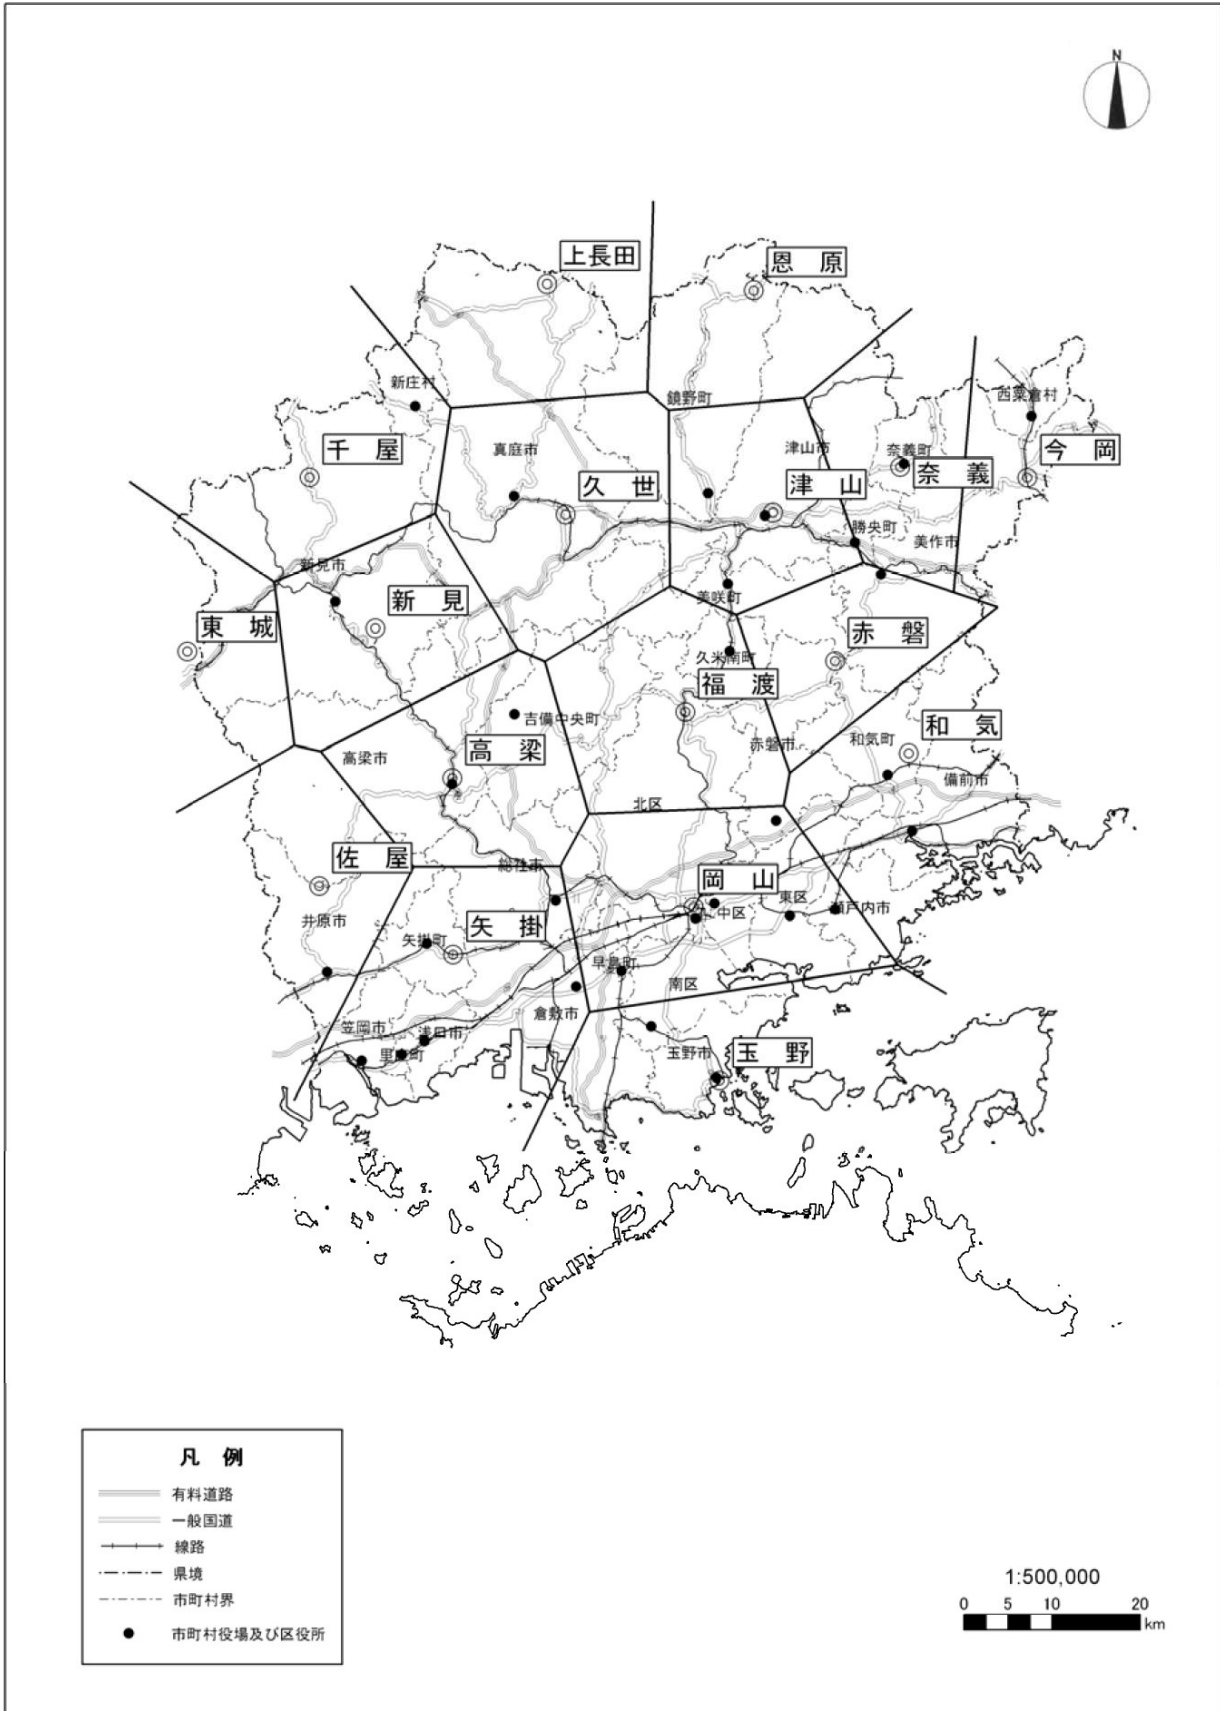 N
上長田
恩原
新庄村
鏡野町
西粟倉村
千屋
真庭市
津山市
奈義町
今岡
久世
津山
奈義
勝央町
美作市
新見市
新見
美咲町
東城
赤磐
久米南町
福渡
吉備中央町
和気
高梁市
高梁
赤磐市
和気町
備前市
北区
佐屋
総社市
岡山
井原市
矢掛町
矢掛
中区
東区
瀬戸内市
早島町
南区
倉敷市
笠岡市
浅口市
里庄町
玉野市
玉野
凡例
有料道路
一般国道
線路
県境
市町村界
市町村役場及び区役所
1:500,000
0 5 10 20
km